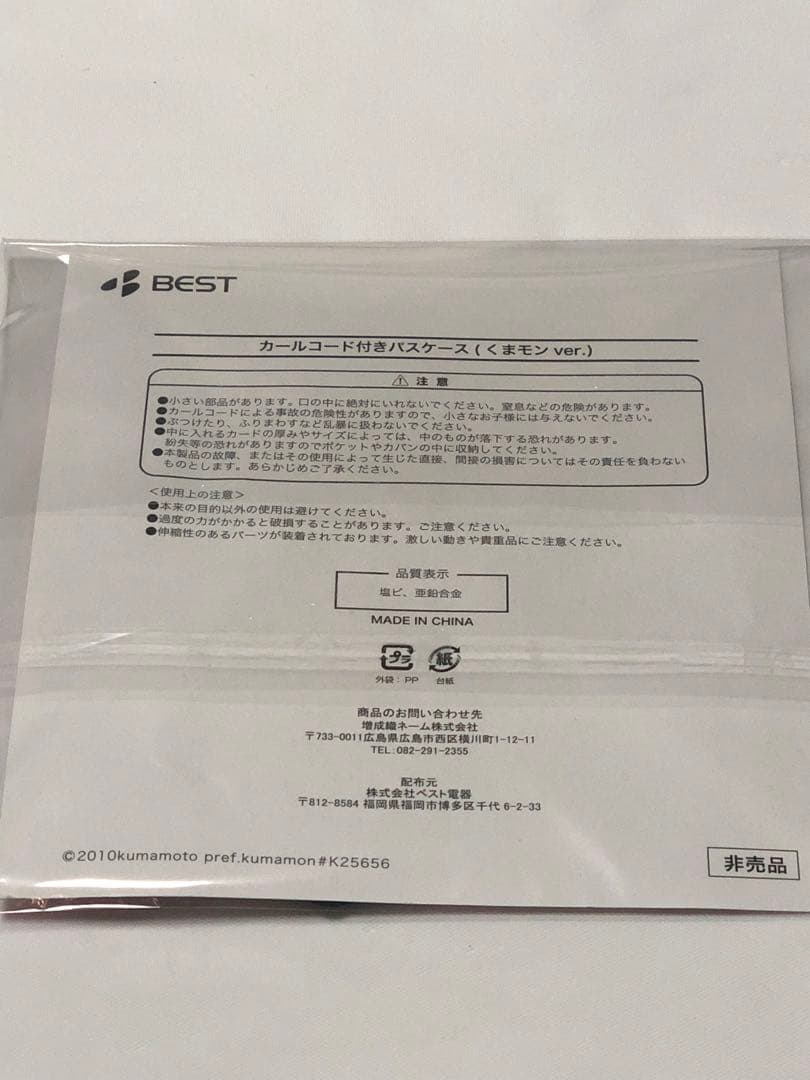 BEST
カールコード付きパスケース ( くまモン ver.)
⚠ 注 意
●小さい部品があります。口の中に絶対にいれないでください。窒息などの危険があります。
●カールコードによる事故の危険性がありますので、小さなお子様には与えないでください。
●ぶつけたり、ふりまわすなど乱暴に扱わないでください。
●中に入れるカードの厚みやサイズによっては、中のものが落下する恐れがあります。
紛失等の恐れがありますのでポケットやカバンの中に収納してください。
●本製品の故障、またはその使用によって生じた直接、間接の損害についてはその責任を負わない
ものとします。あらかじめご了承ください。
＜使用上の注意＞
●本来の目的以外の使用は避けてください。
●過度の力がかかると破損することがあります。ご注意ください。
●伸縮性のあるパーツが装着されております。激しい動きや貴重品にご注意ください。
品質表示
塩ビ、亜鉛合金
MADE IN CHINA
プラ 紙
外袋：PP 台紙
商品のお問い合わせ先
増成織ネーム株式会社
〒733-0011広島県広島市西区横川町1-12-11
TEL:082-291-2355
配布元
株式会社ベスト電器
〒812-8584 福岡県福岡市博多区千代 6-2-33
©2010kumamoto pref.kumamon#K25656
非売品